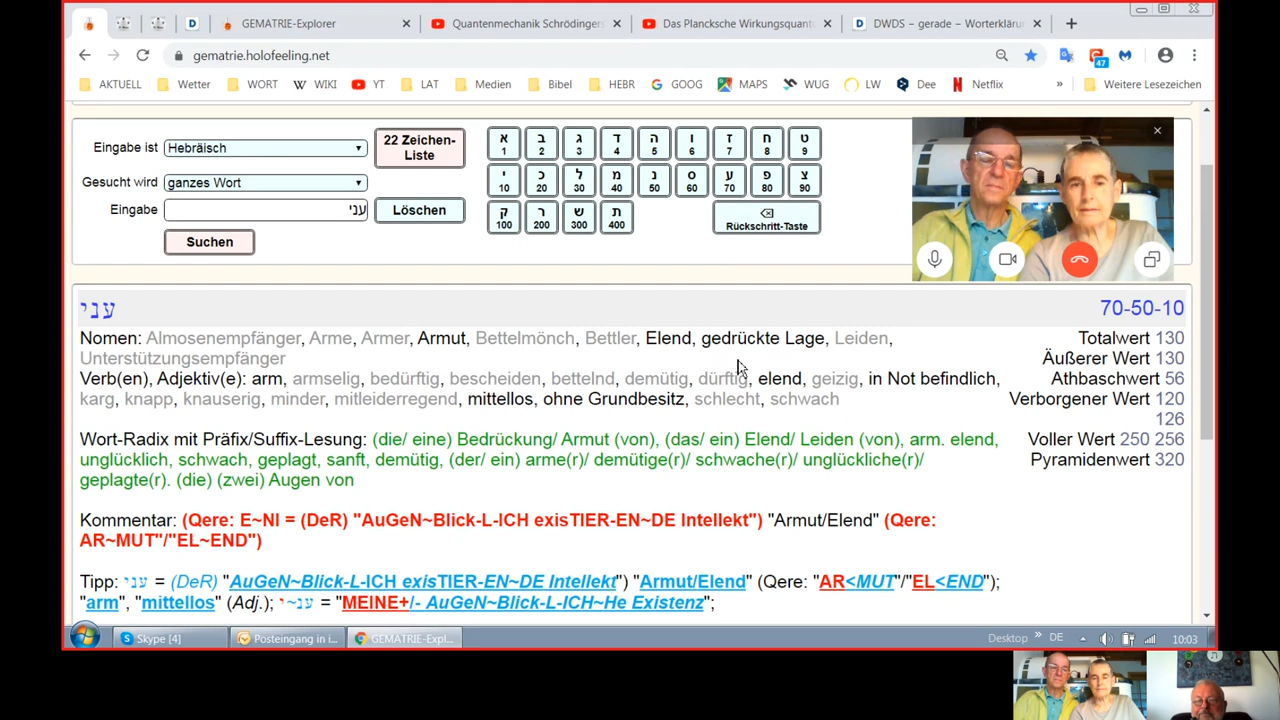 GEMATRIE-Explorer
Quantenmechanik Schrödinger
Das Plancksche Wirkungsquant
DWDS – gerade – Worterkläru
gematrie.holofeeling.net
47
AKTUELL Wetter WORT WIKI YT LAT Medien Bibel HEBR GOOG MAPS WUG LW Dee Netflix » Weitere Lesezeichen
Eingabe ist Hebräisch
22 Zeichen-
Liste
Gesucht wird ganzes Wort
Eingabe עני Löschen
Suchen
א ב ג ד ה ו ז ח ט
1 2 3 4 5 6 7 8 9
י כ ל מ נ ס ע פ צ
10 20 30 40 50 60 70 80 90
ק ר ש ת
100 200 300 400 Rückschritt-Taste
עני 70-50-10
Nomen: Almosenempfänger, Arme, Armer, Armut, Bettelmönch, Bettler, Elend, gedrückte Lage, Leiden, Totalwert 130
Unterstützungsempfänger Äußerer Wert 130
Verb(en), Adjektiv(e): arm, armselig, bedürftig, bescheiden, bettelnd, demütig, dürftig, elend, geizig, in Not befindlich, Athbaschwert 56
karg, knapp, knauserig, minder, mitleiderregend, mittellos, ohne Grundbesitz, schlecht, schwach Verborgener Wert 120
126
Wort-Radix mit Präfix/Suffix-Lesung: (die/ eine) Bedrückung/ Armut (von), (das/ ein) Elend/ Leiden (von), arm. elend, Voller Wert 250 256
unglücklich, schwach, geplagt, sanft, demütig, (der/ ein) arme(r)/ demütige(r)/ schwache(r)/ unglückliche(r)/ Pyramidenwert 320
geplagte(r). (die) (zwei) Augen von
Kommentar: (Qere: E~NI = (DeR) "AuGeN~Blick-L-ICH exisTIER-EN~DE Intellekt") "Armut/Elend" (Qere:
AR~MUT"/"EL~END")
Tipp: עני = (DeR) "AuGeN~Blick-L-ICH exisTIER-EN~DE Intellekt") "Armut/Elend" (Qere: "AR<MUT"/"EL<END");
"arm", "mittellos" (Adj.); ענ~י = "MEINE+/- AuGeN~Blick-L-ICH~He Existenz";
Skype [4] Posteingang in i... GEMATRIE-Expl... Desktop » DE 10:03